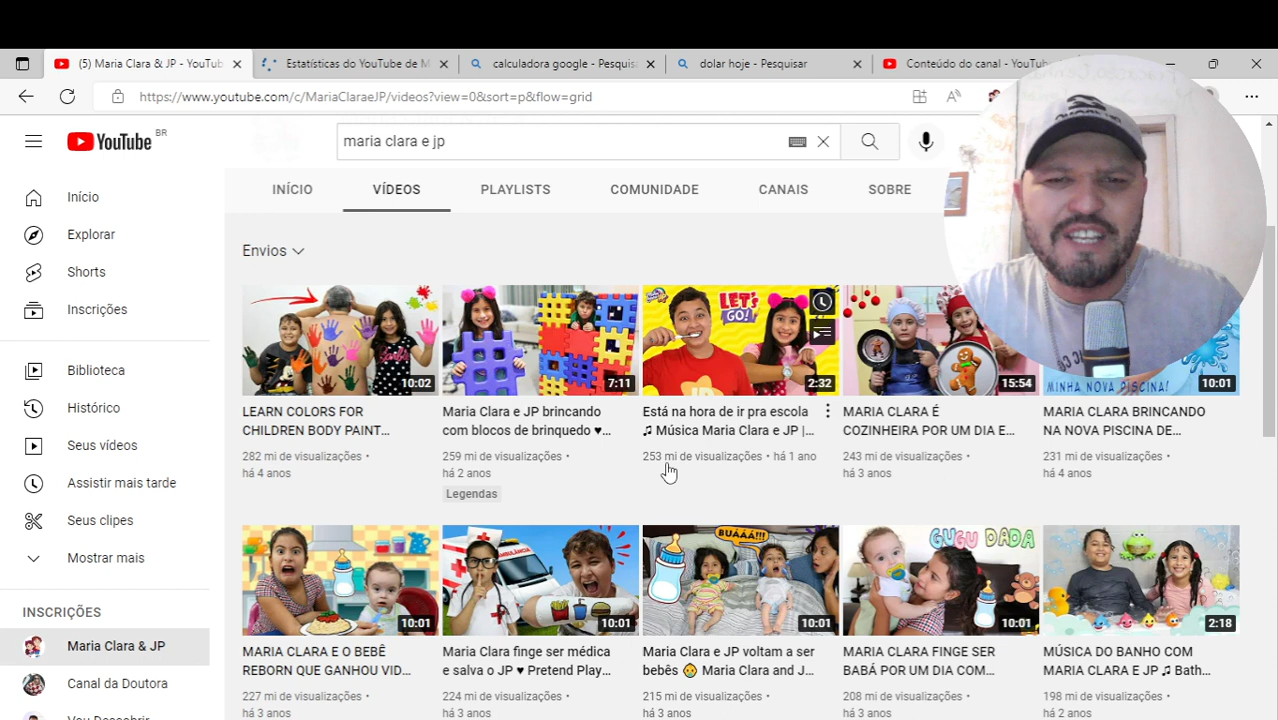 (5) Maria Clara & JP - YouTub
Estatísticas do YouTube de M
calculadora google - Pesquis
dolar hoje - Pesquisar
Conteúdo do canal - YouTub
https://www.youtube.com/c/MariaClaraeJP/videos?view=0&sort=p&flow=grid
YouTube BR
maria clara e jp
INÍCIO
VÍDEOS
PLAYLISTS
COMUNIDADE
CANAIS
SOBRE
Início
Explorar
Shorts
Inscrições
Biblioteca
Histórico
Seus vídeos
Assistir mais tarde
Seus clipes
Mostrar mais
INSCRIÇÕES
Maria Clara & JP
Canal da Doutora
Vou Descobrir
Envios
10:02
LEARN COLORS FOR
CHILDREN BODY PAINT...
282 mi de visualizações •
há 4 anos
7:11
Maria Clara e JP brincando
com blocos de brinquedo ♥...
259 mi de visualizações •
há 2 anos
Legendas
LET'S
GO!
2:32
Está na hora de ir pra escola
♫ Música Maria Clara e JP |...
253 mi de visualizações • há 1 ano
15:54
MARIA CLARA É
COZINHEIRA POR UM DIA E...
243 mi de visualizações •
há 3 anos
MINHA NOVA PISCINA!
10:01
MARIA CLARA BRINCANDO
NA NOVA PISCINA DE...
231 mi de visualizações •
há 4 anos
10:01
MARIA CLARA E O BEBÊ
REBORN QUE GANHOU VID...
227 mi de visualizações •
há 3 anos
AMBULÂNCIA
10:01
Maria Clara finge ser médica
e salva o JP ♥ Pretend Play...
224 mi de visualizações •
há 3 anos
BUÁÁÁ!!!
10:01
Maria Clara e JP voltam a ser
bebês 👶 Maria Clara and J...
215 mi de visualizações •
há 3 anos
GUGU DADA
10:01
MARIA CLARA FINGE SER
BABÁ POR UM DIA COM...
208 mi de visualizações •
há 3 anos
2:18
MÚSICA DO BANHO COM
MARIA CLARA E JP ♫ Bath...
198 mi de visualizações •
há 2 anos